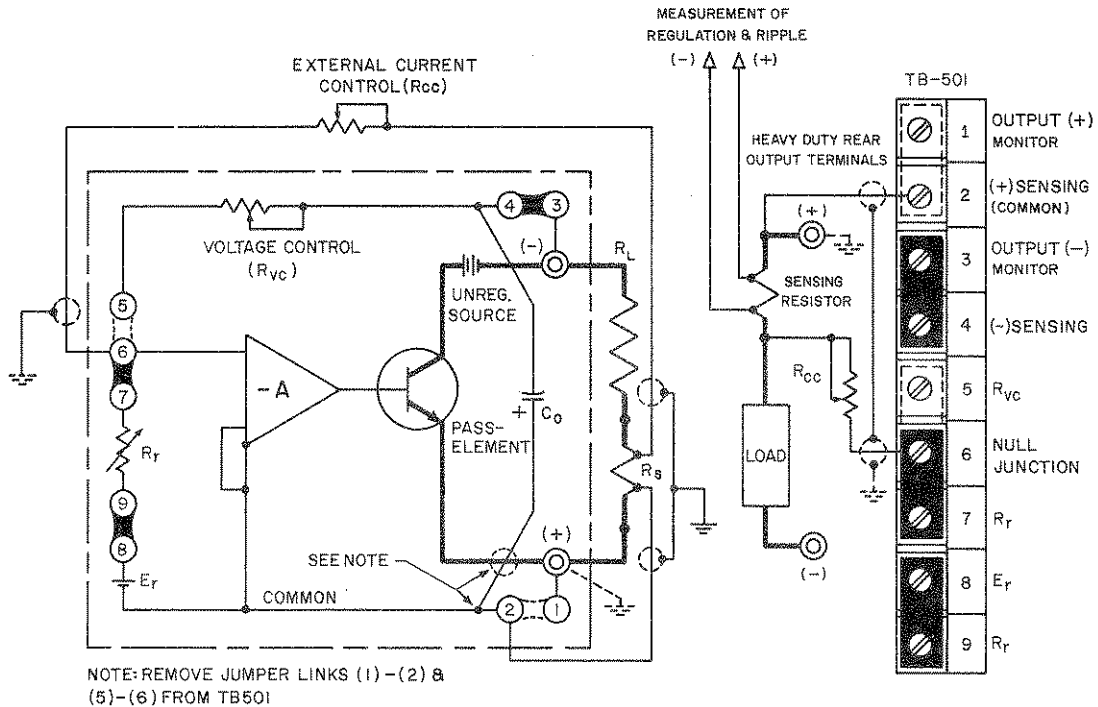 MEASUREMENT OF
REGULATION & RIPPLE
(-) (+)
EXTERNAL CURRENT
CONTROL (Rcc)
VOLTAGE CONTROL
(RVC)
4 3
(-)
RL
UNREG.
SOURCE
5
6
7
-A
+ CO
PASS-
ELEMENT
Rr
RS
9
8
Er
SEE NOTE
(+)
COMMON
2 1
NOTE: REMOVE JUMPER LINKS (1)-(2) &
(5)-(6) FROM TB501
HEAVY DUTY REAR
OUTPUT TERMINALS
(+)
SENSING
RESISTOR
RCC
LOAD
(-)
TB-501
1 OUTPUT (+)
MONITOR
2 (+) SENSING
(COMMON)
3 OUTPUT (-)
MONITOR
4 (-) SENSING
5 RVC
6 NULL
JUNCTION
7 Rr
8 Er
9 Rr